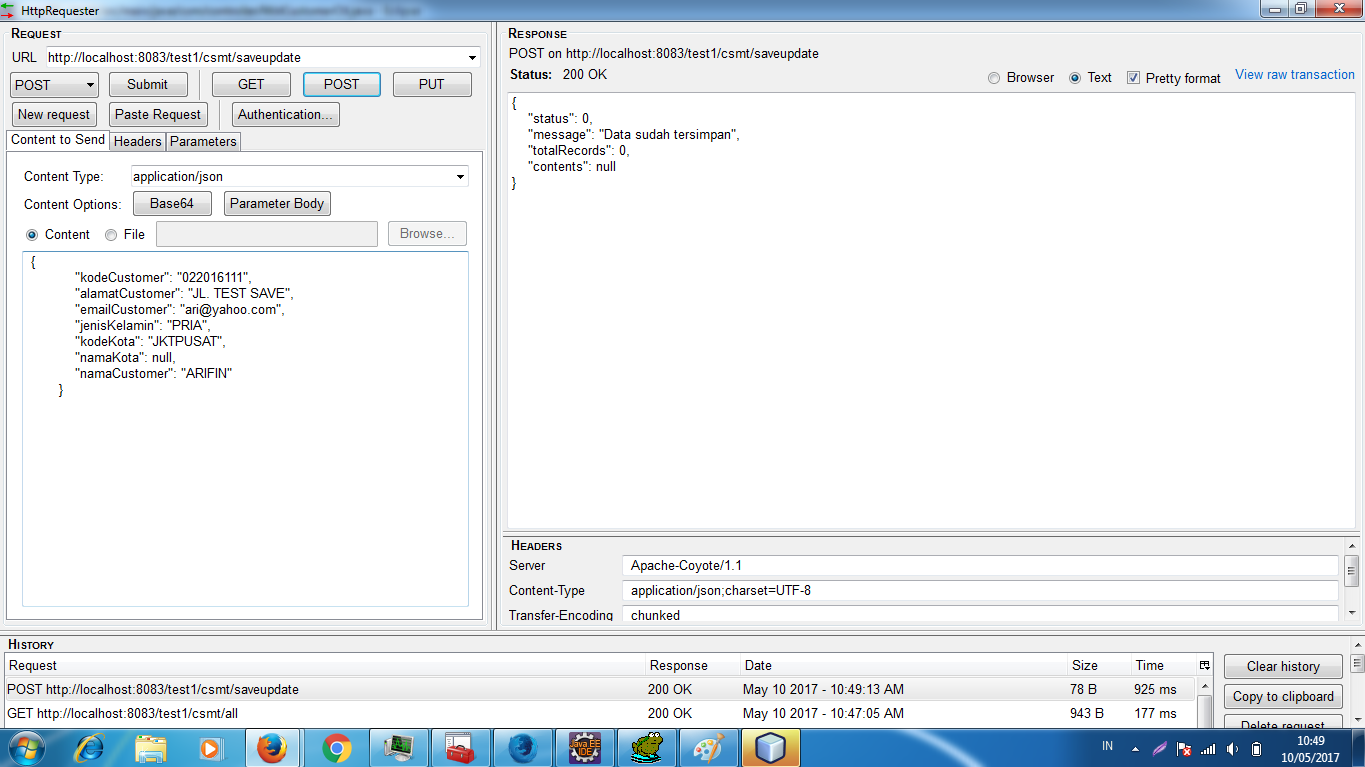 HttpRequester
REQUEST
URL http://localhost:8083/test1/csmt/saveupdate
POST Submit GET POST PUT
New request Paste Request Authentication...
Content to Send Headers Parameters
Content Type: application/json
Content Options: Base64 Parameter Body
Content File Browse...
{
"kodeCustomer": "022016111",
"alamatCustomer": "JL. TEST SAVE",
"emailCustomer": "ari@yahoo.com",
"jenisKelamin": "PRIA",
"kodeKota": "JKTPUSAT",
"namaKota": null,
"namaCustomer": "ARIFIN"
}
RESPONSE
POST on http://localhost:8083/test1/csmt/saveupdate
Status: 200 OK
Browser Text Pretty format View raw transaction
{
"status": 0,
"message": "Data sudah tersimpan",
"totalRecords": 0,
"contents": null
}
HEADERS
Server Apache-Coyote/1.1
Content-Type application/json;charset=UTF-8
Transfer-Encoding chunked
HISTORY
Request Response Date Size Time
POST http://localhost:8083/test1/csmt/saveupdate 200 OK May 10 2017 - 10:49:13 AM 78 B 925 ms
GET http://localhost:8083/test1/csmt/all 200 OK May 10 2017 - 10:47:05 AM 943 B 177 ms
Clear history
Copy to clipboard
Delete request
Java EE
IDE
IN
10:49
10/05/2017